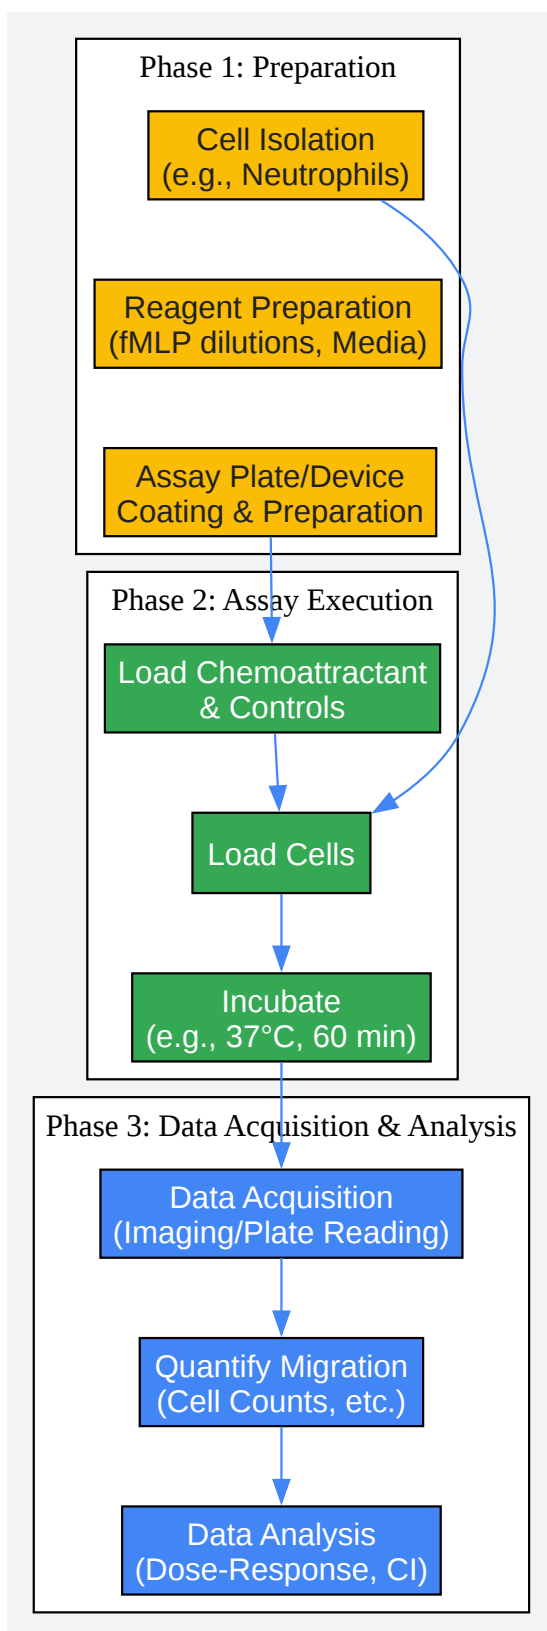 Phase 1: Preparation
Cell Isolation
(e.g., Neutrophils)
Reagent Preparation
(fMLP dilutions, Media)
Assay Plate/Device
Coating & Preparation
Phase 2: Assay Execution
Load Chemoattractant
& Controls
Load Cells
Incubate
(e.g., 37°C, 60 min)
Phase 3: Data Acquisition & Analysis
Data Acquisition
(Imaging/Plate Reading)
Quantify Migration
(Cell Counts, etc.)
Data Analysis
(Dose-Response, CI)